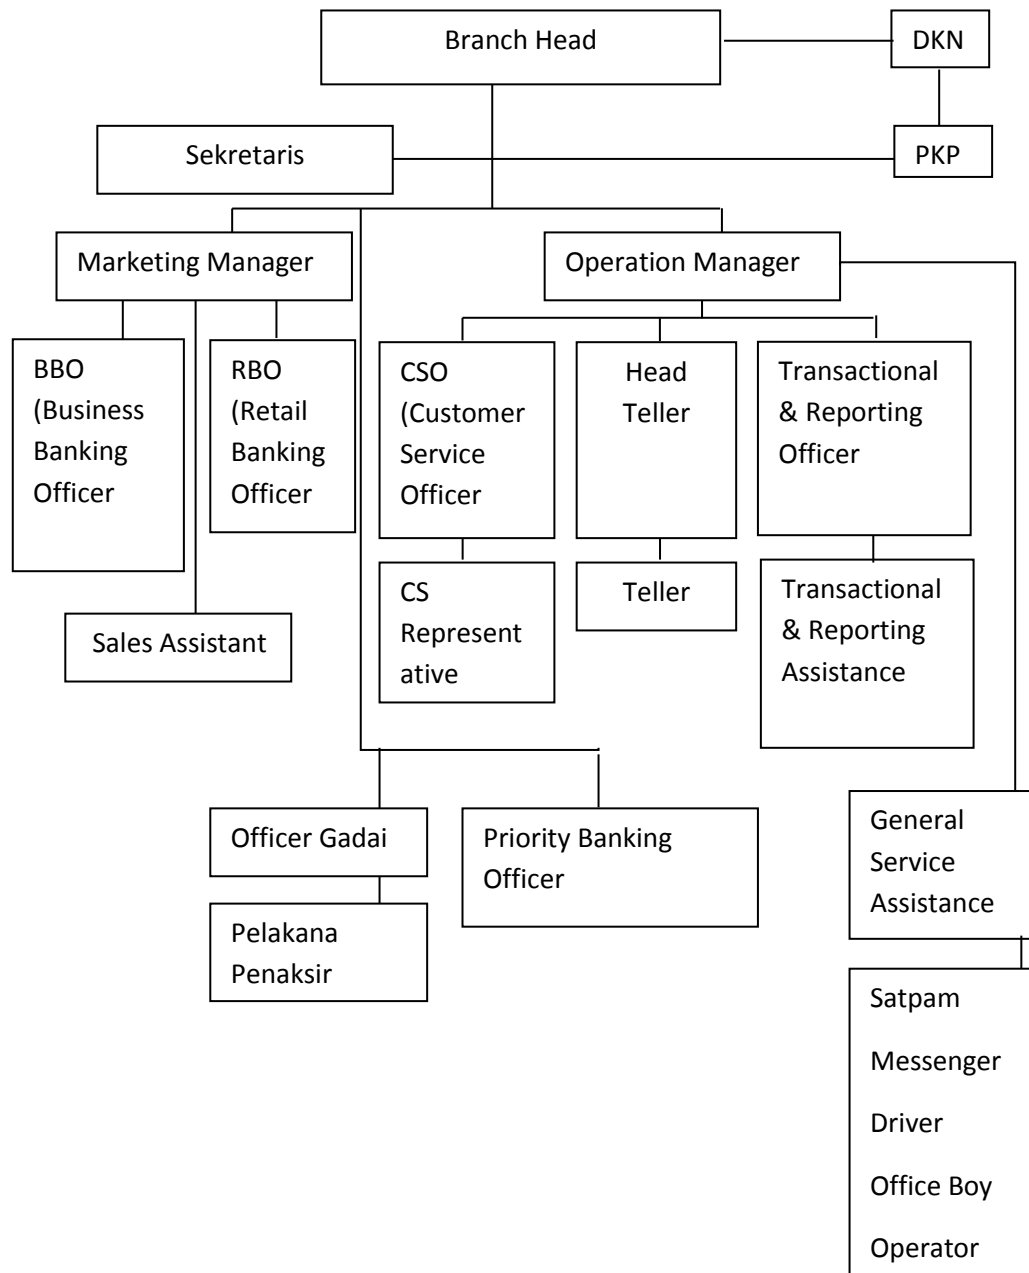 Branch Head
DKN
Sekretaris
PKP
Marketing Manager
Operation Manager
BBO
(Business
Banking
Officer
RBO
(Retail
Banking
Officer
CSO
(Customer
Service
Officer
Head
Teller
Transactional
& Reporting
Officer
CS
Represent
ative
Teller
Transactional
& Reporting
Assistance
Sales Assistant
Officer Gadai
Priority Banking
Officer
General
Service
Assistance
Pelakana
Penaksir
Satpam
Messenger
Driver
Office Boy
Operator